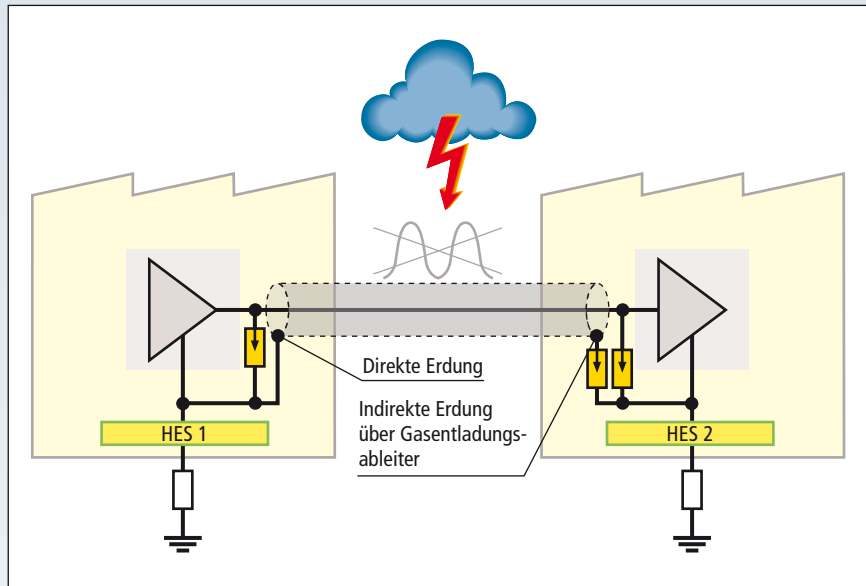 Direkte Erdung
Indirekte Erdung
über Gasentladungs-
ableiter
HES 1
HES 2